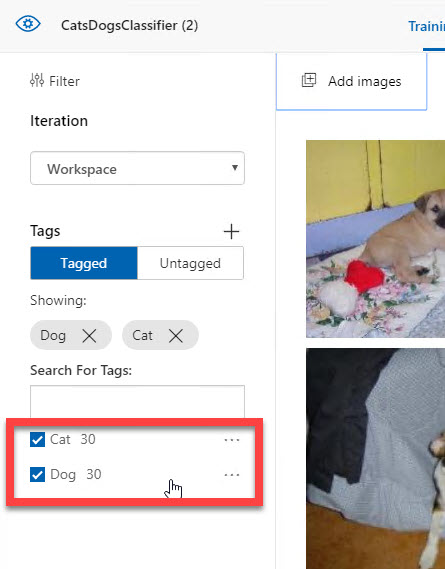 CatsDogsClassifier (2)
Filter
Add images
Iteration
Workspace
Tags
Tagged
Untagged
Showing:
Dog
Cat
Search For Tags:
Cat 30
Dog 30